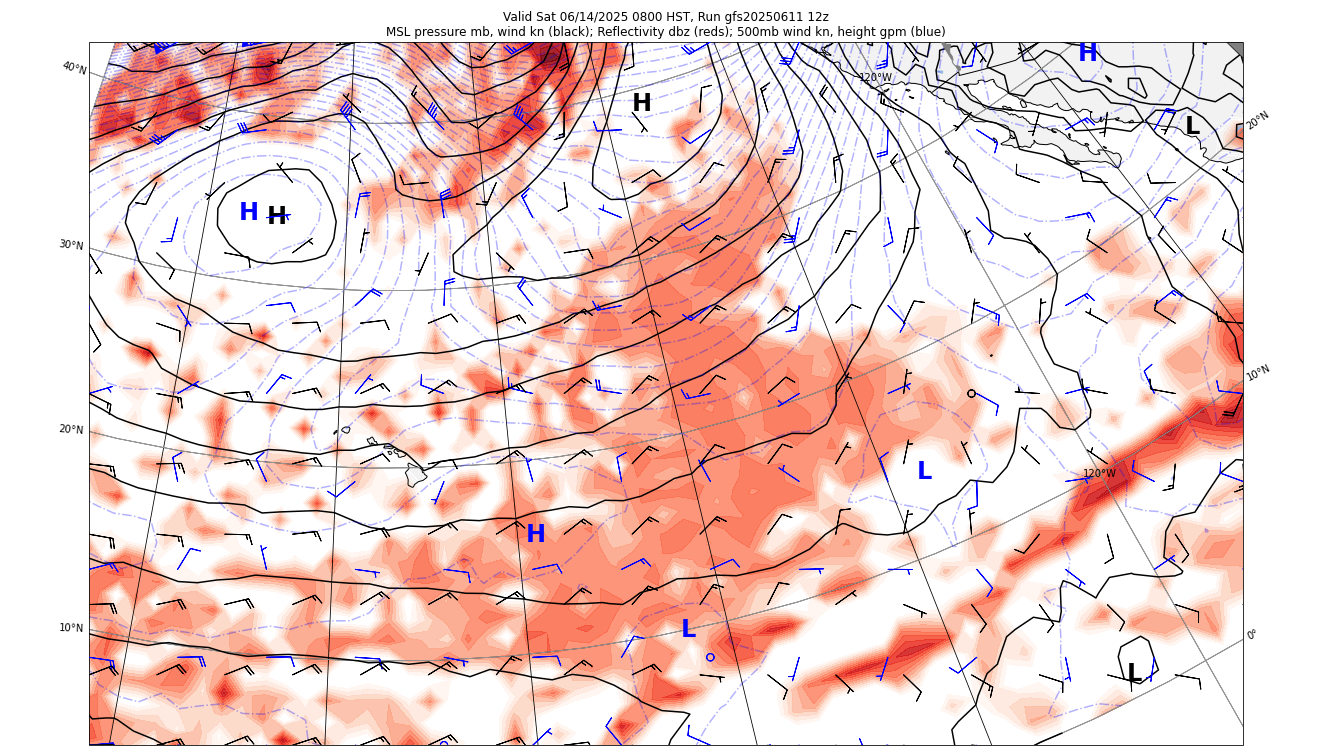 Valid Sat 06/14/2025 0800 HST, Run gfs20250611 12z
MSL pressure mb, wind kn (black); Reflectivity dbz (reds); 500mb wind kn, height gpm (blue)
H
40°N
120°W
H
L
20°N
H H
30°N
10°N
20°N
L
120°W
H
10°N
L
0°
L